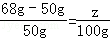 68g − 50g / 50g = z / 100g